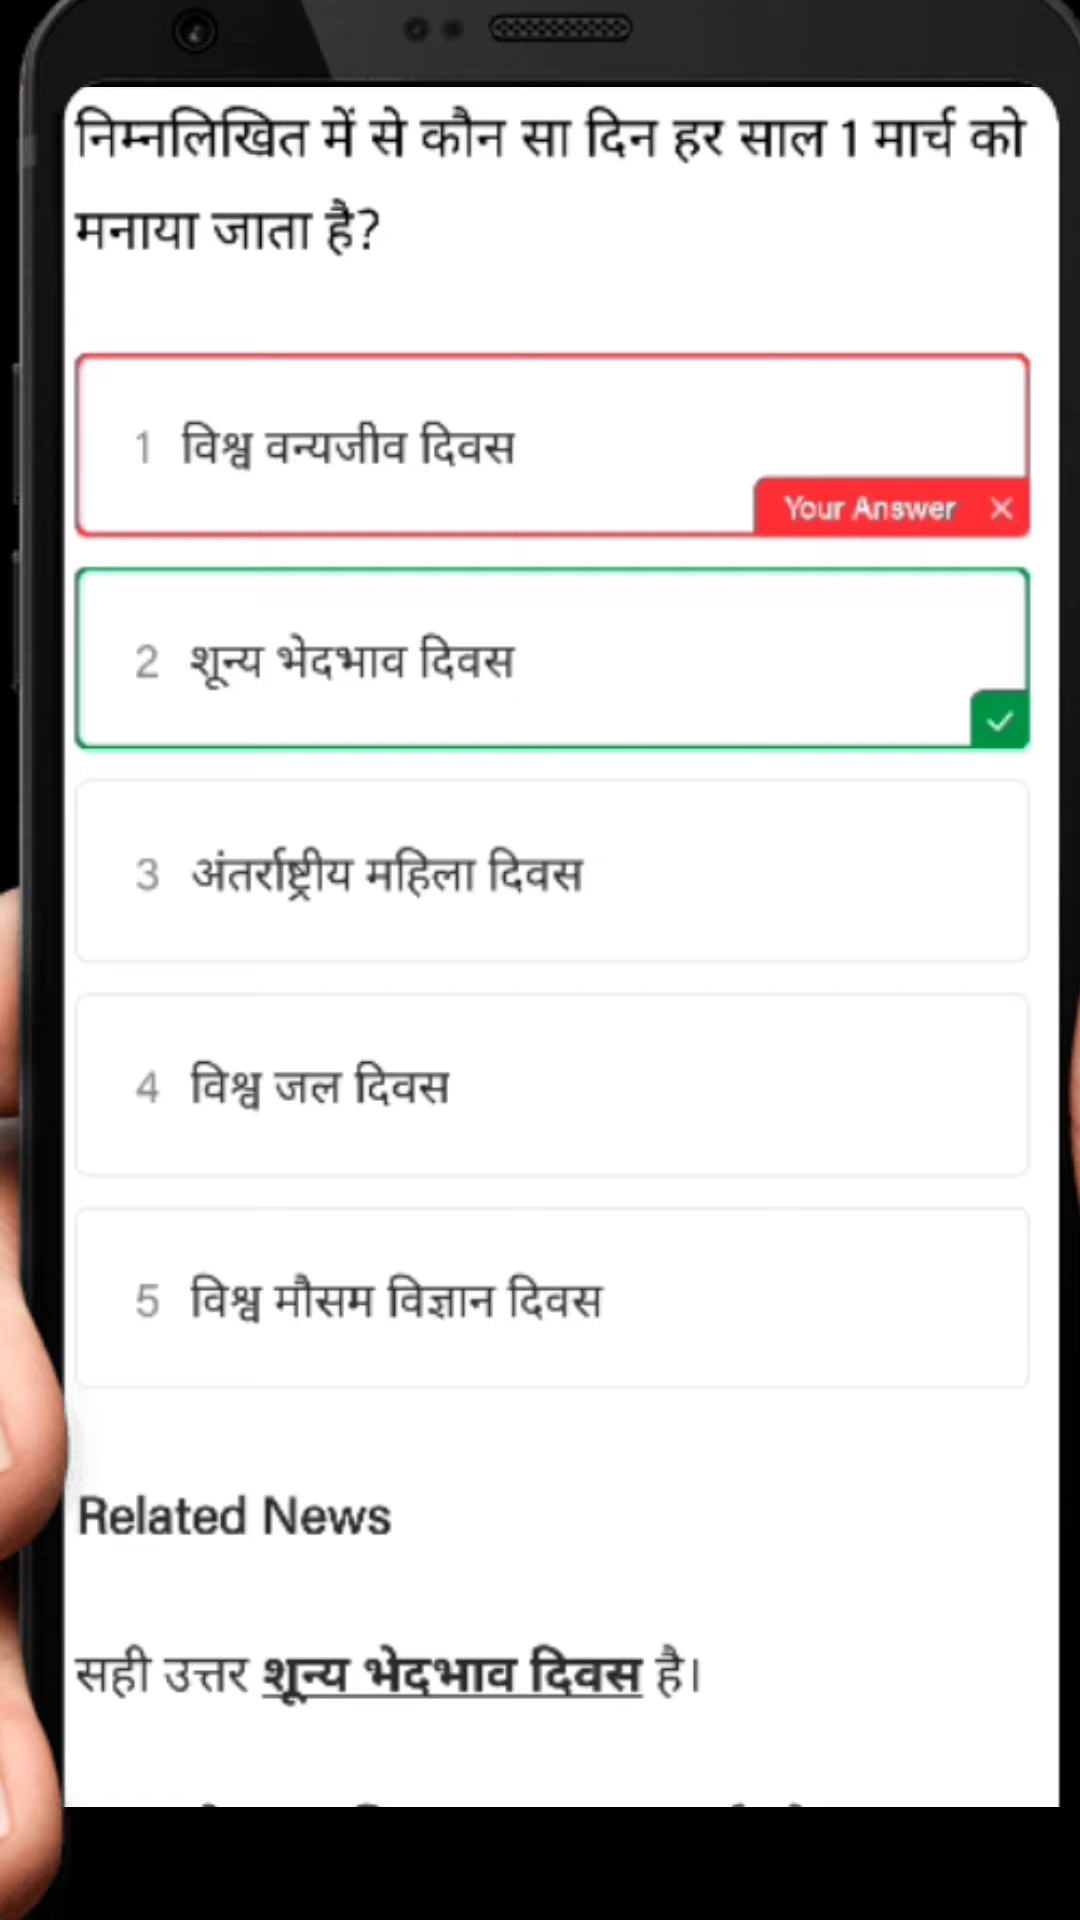 निम्नलिखित में से कौन सा दिन हर साल 1 मार्च को
मनाया जाता है?
1 विश्व वन्यजीव दिवस
Your Answer ×
2 शून्य भेदभाव दिवस
3 अंतर्राष्ट्रीय महिला दिवस
4 विश्व जल दिवस
5 विश्व मौसम विज्ञान दिवस
Related News
सही उत्तर शून्य भेदभाव दिवस है।